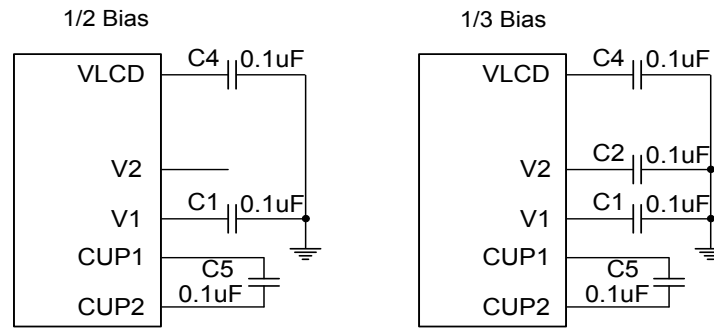 1/2 Bias
VLCD
C4 0.1uF
V2
V1
C1 0.1uF
CUP1
C5
0.1uF
CUP2
1/3 Bias
VLCD
C4 0.1uF
V2
C2 0.1uF
V1
C1 0.1uF
CUP1
C5
0.1uF
CUP2